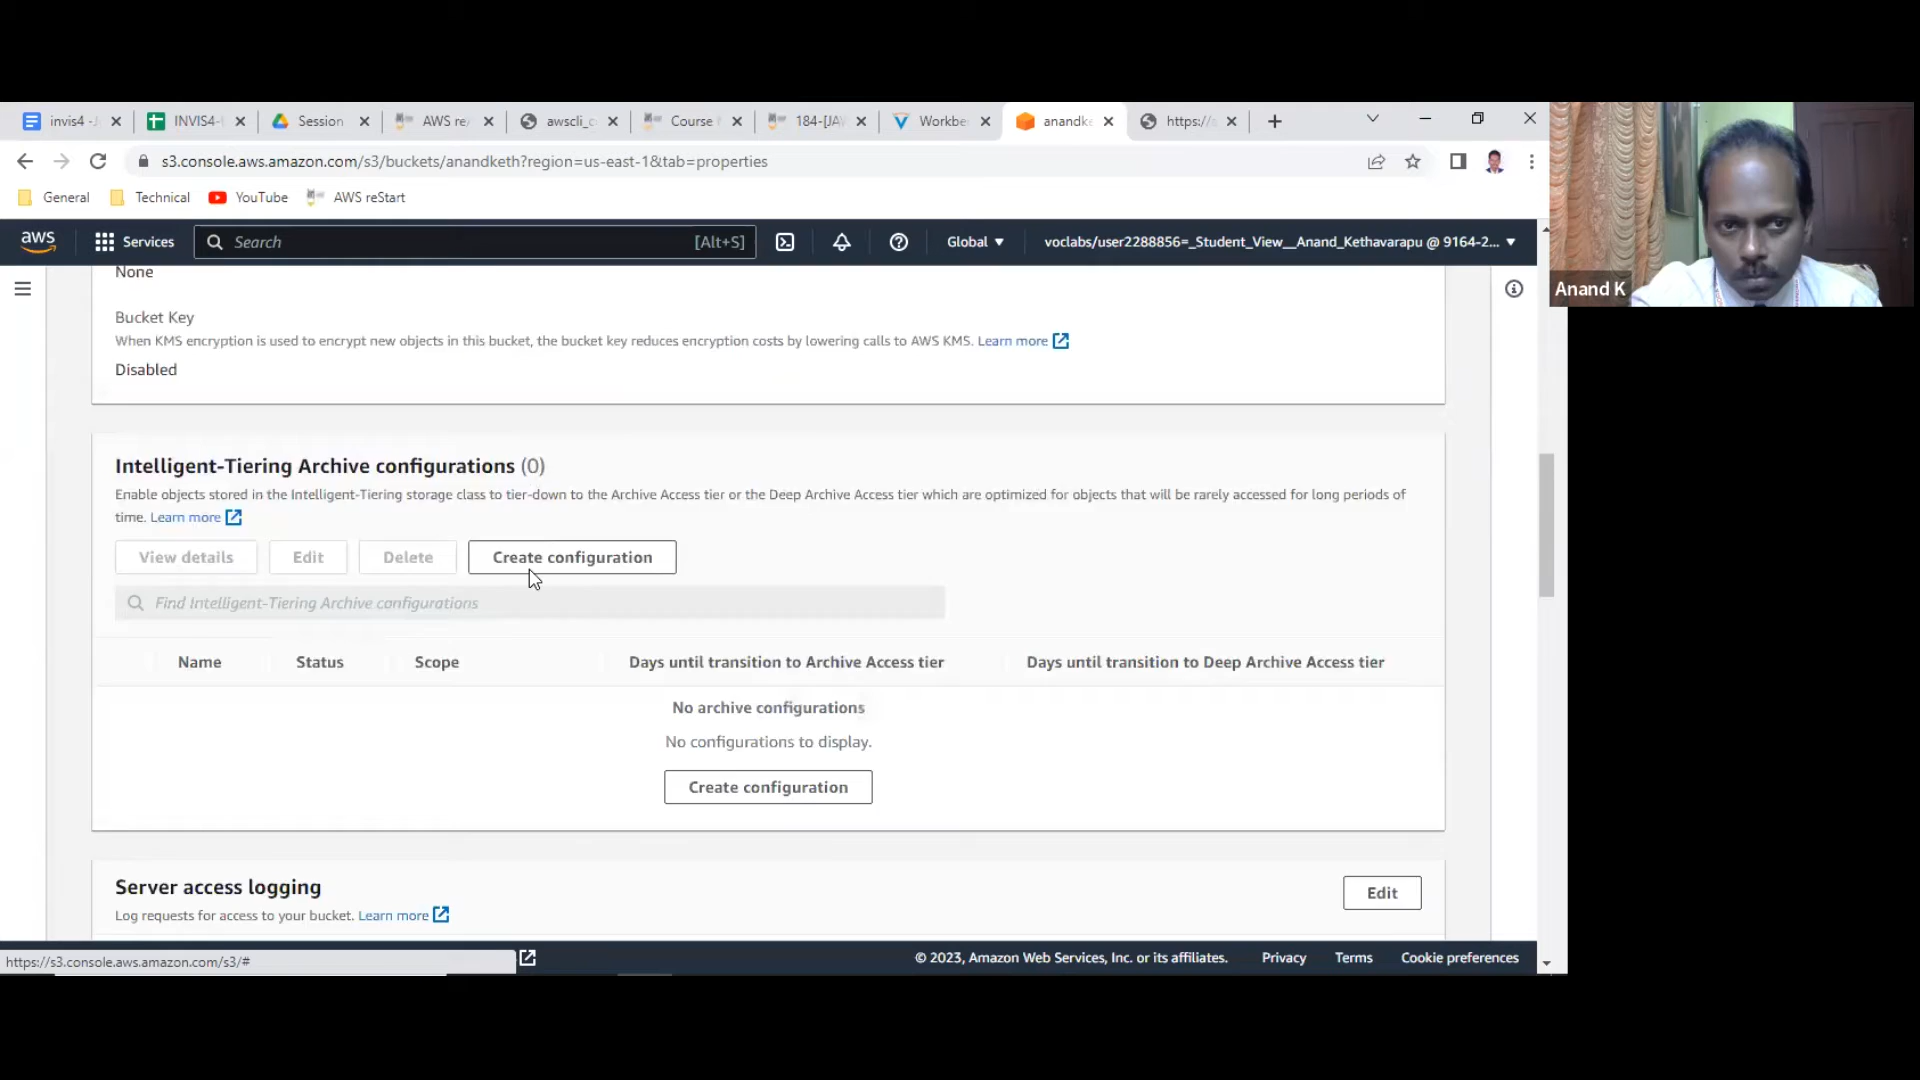 invis4 -J
INVIS4-
Session
AWS re
awscli_c
Course
184-[JA
Workbe
anandke
https://s
s3.console.aws.amazon.com/s3/buckets/anandketh?region=us-east-1&tab=properties
General
Technical
YouTube
AWS reStart
aws
Services
Search
[Alt+S]
Global
voclabs/user2288856=_Student_View__Anand_Kethavarapu @ 9164-2...
Anand K
None
Bucket Key
When KMS encryption is used to encrypt new objects in this bucket, the bucket key reduces encryption costs by lowering calls to AWS KMS. Learn more
Disabled
Intelligent-Tiering Archive configurations (0)
Enable objects stored in the Intelligent-Tiering storage class to tier-down to the Archive Access tier or the Deep Archive Access tier which are optimized for objects that will be rarely accessed for long periods of
time. Learn more
View details
Edit
Delete
Create configuration
Find Intelligent-Tiering Archive configurations
Name
Status
Scope
Days until transition to Archive Access tier
Days until transition to Deep Archive Access tier
No archive configurations
No configurations to display.
Create configuration
Server access logging
Edit
Log requests for access to your bucket. Learn more
https://s3.console.aws.amazon.com/s3/#
© 2023, Amazon Web Services, Inc. or its affiliates.
Privacy
Terms
Cookie preferences